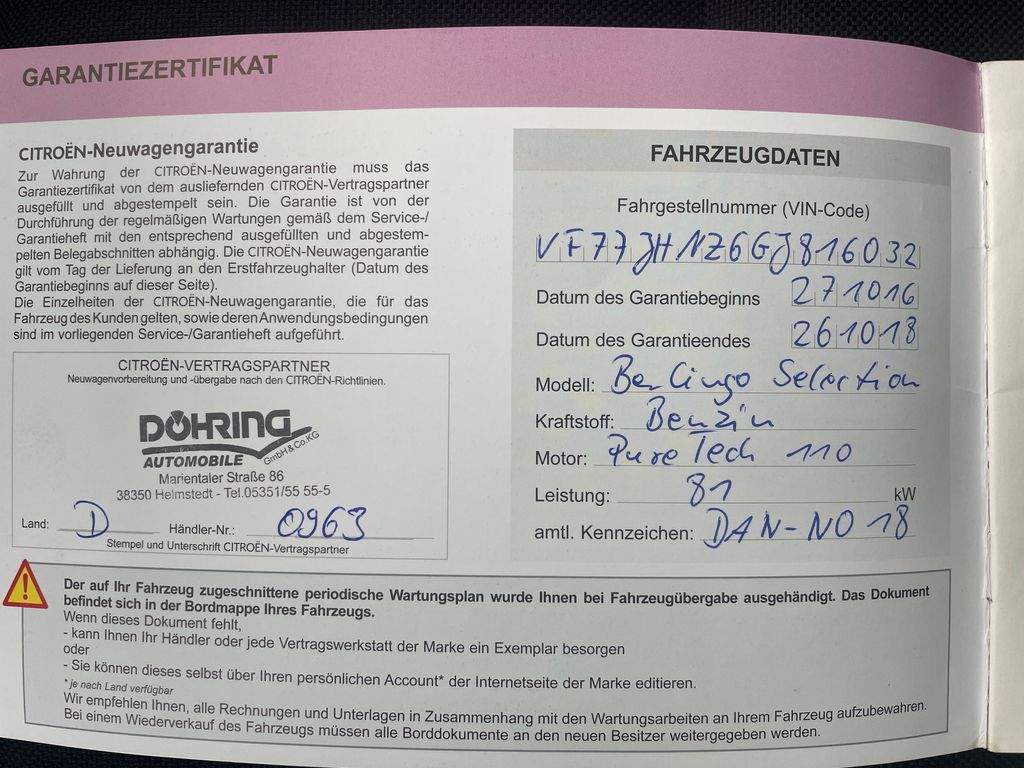 GARANTIEZERTIFIKAT
CITROËN-Neuwagengarantie
Zur Wahrung der CITROËN-Neuwagengarantie muss das
Garantiezertifikat von dem ausliefernden CITROËN-Vertragspartner
ausgefüllt und abgestempelt sein. Die Garantie ist von der
Durchführung der regelmäßigen Wartungen gemäß dem Service-/
Garantieheft mit den entsprechend ausgefüllten und abgestem-
pelten Belegabschnitten abhängig. Die CITROËN-Neuwagengarantie
gilt vom Tag der Lieferung an den Erstfahrzeughalter (Datum des
Garantiebeginns auf dieser Seite).
Die Einzelheiten der CITROËN-Neuwagengarantie, die für das
Fahrzeug des Kunden gelten, sowie deren Anwendungsbedingungen
sind im vorliegenden Service-/Garantieheft aufgeführt.
CITROËN-VERTRAGSPARTNER
Neuwagenvorbereitung und -übergabe nach den CITROËN-Richtlinien.
DÖHRING
AUTOMOBILE GmbH & Co.KG
Marientaler Straße 86
38350 Helmstedt - Tel.05351/55 55-5
Land: D Händler-Nr.: 0963
Stempel und Unterschrift CITROËN-Vertragspartner
FAHRZEUGDATEN
Fahrgestellnummer (VIN-Code)
VF77JHNZ6GJ816032
Datum des Garantiebeginns 271016
Datum des Garantieendes 261018
Modell: Berlingo Selection
Kraftstoff: Benzin
Motor: PureTech 110
Leistung: 81 kW
amtl. Kennzeichen: DAN-NO 18
Der auf Ihr Fahrzeug zugeschnittene periodische Wartungsplan wurde Ihnen bei Fahrzeugübergabe ausgehändigt. Das Dokument
befindet sich in der Bordmappe Ihres Fahrzeugs.
Wenn dieses Dokument fehlt,
- kann Ihnen Ihr Händler oder jede Vertragswerkstatt der Marke ein Exemplar besorgen
oder
- Sie können dieses selbst über Ihren persönlichen Account* der Internetseite der Marke editieren.
* je nach Land verfügbar
Wir empfehlen Ihnen, alle Rechnungen und Unterlagen in Zusammenhang mit den Wartungsarbeiten an Ihrem Fahrzeug aufzubewahren.
Bei einem Wiederverkauf des Fahrzeugs müssen alle Borddokumente an den neuen Besitzer weitergegeben werden.